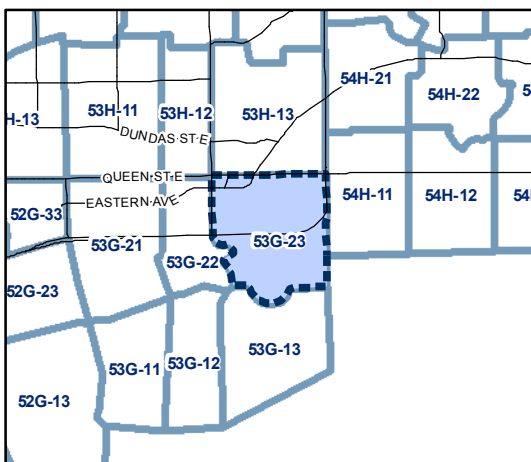 54H-21
54H-22
53H-11
53H-12
53H-13
H-13
DUNDAS ST E
QUEEN ST E
54H-11
54H-12
54H
EASTERN AVE
52G-33
53G-21
53G-23
53G-22
52G-23
53G-13
53G-12
53G-11
52G-13